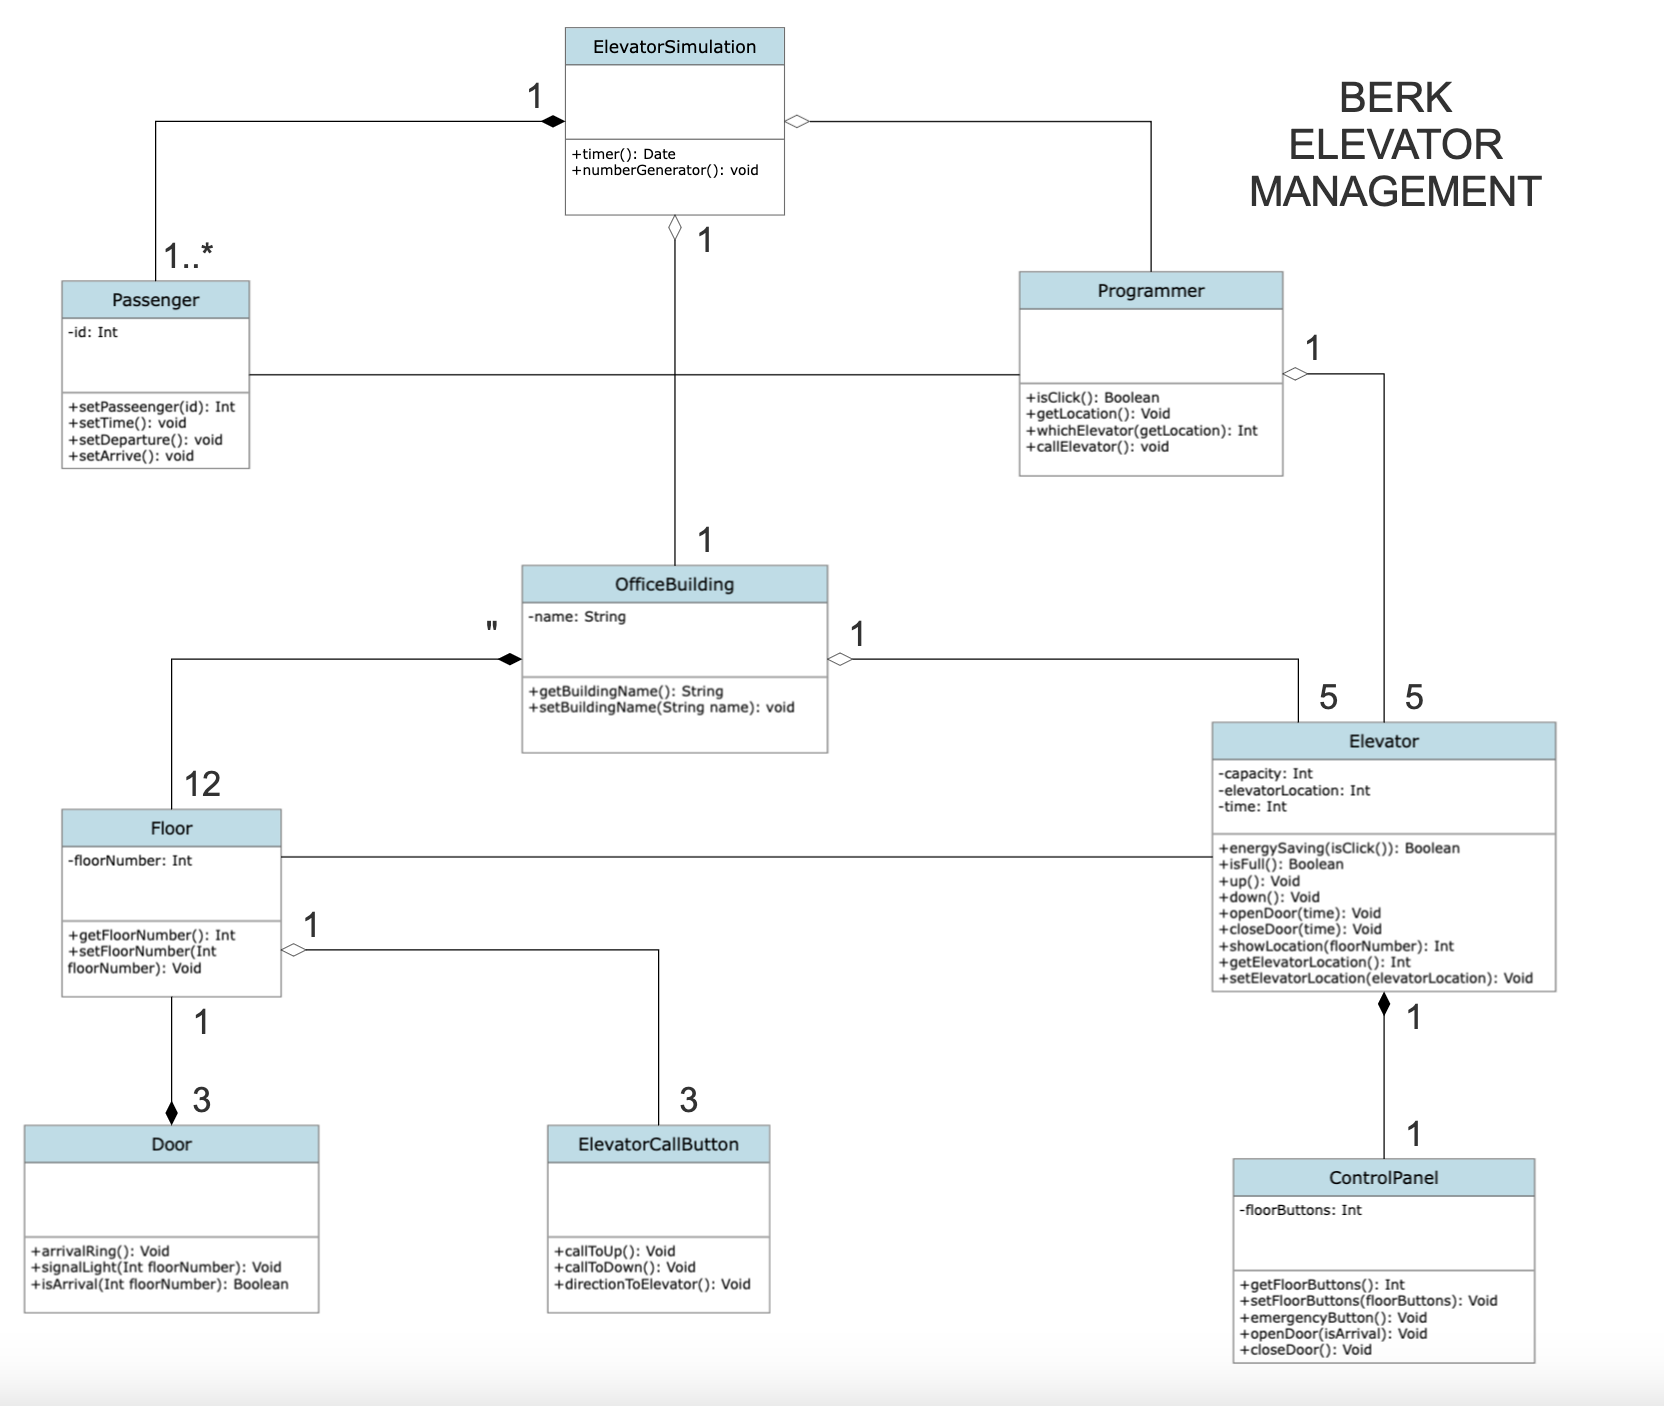 ElevatorSimulation
+timer(): Date
+numberGenerator(): void
BERK
ELEVATOR
MANAGEMENT
1
1..*
1
Passenger
-id: Int
+setPasseenger(id): Int
+setTime(): void
+setDeparture(): void
+setArrive(): void
Programmer
+isClick(): Boolean
+getLocation(): Void
+whichElevator(getLocation): Int
+callElevator(): void
1
1
OfficeBuilding
-name: String
+getBuildingName(): String
+setBuildingName(String name): void
"
1
5
5
12
Floor
-floorNumber: Int
+getFloorNumber(): Int
+setFloorNumber(Int
floorNumber): Void
Elevator
-capacity: Int
-elevatorLocation: Int
-time: Int
+energySaving(isClick()): Boolean
+isFull(): Boolean
+up(): Void
+down(): Void
+openDoor(time): Void
+closeDoor(time): Void
+showLocation(floorNumber): Int
+getElevatorLocation(): Int
+setElevatorLocation(elevatorLocation): Void
1
1
1
3
3
1
Door
+arrivalRing(): Void
+signalLight(Int floorNumber): Void
+isArrival(Int floorNumber): Boolean
ElevatorCallButton
+callToUp(): Void
+callToDown(): Void
+directionToElevator(): Void
ControlPanel
-floorButtons: Int
+getFloorButtons(): Int
+setFloorButtons(floorButtons): Void
+emergencyButton(): Void
+openDoor(isArrival): Void
+closeDoor(): Void